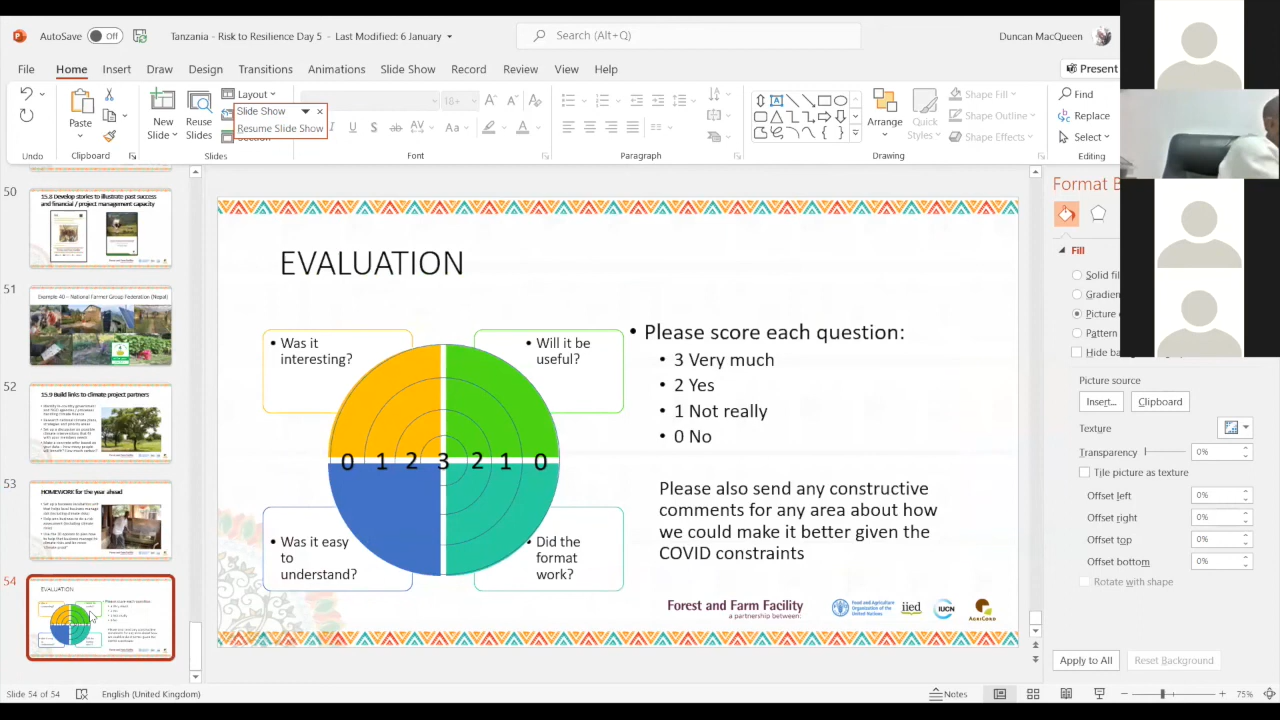 AutoSave Off
Tanzania - Risk to Resilience Day 5 - Last Modified: 6 January
Search (Alt+Q)
Duncan MacQueen
File Home Insert Draw Design Transitions Animations Slide Show Record Review View Help
Present
Undo
Paste
Clipboard
New Slide
Reuse Slides
Layout
Slide Show
Resume Slide Show
Section
Slides
18+
Font
Paragraph
Arrange
Quick Styles
Shape Fill
Shape Outline
Shape Effects
Drawing
Find
Replace
Select
Editing
50
15.8 Develop stories to illustrate past success
and financial / project management capacity
51
Example 40 – National Farmer Group Federation (Nepal)
52
15.9 Build links to climate project partners
53
HOMEWORK for the year ahead
54
EVALUATION
EVALUATION
• Was it
interesting?
• Will it be
useful?
0 1 2 3 2 1 0
• Was it easy
to
understand?
• Did the
format
work?
• Please score each question:
• 3 Very much
• 2 Yes
• 1 Not really
• 0 No
Please also send any constructive
comments for any area about how
we could make it better given the
COVID constraints
Forest and Farm Facility
a partnership between:
Food and Agriculture
Organization of the
United Nations
iied
IUCN
AgriCord
Format B
Fill
Solid fil
Gradien
Picture o
Pattern
Hide ba
Picture source
Insert... Clipboard
Texture
Transparency 0%
Tile picture as texture
Offset left 0%
Offset right 0%
Offset top 0%
Offset bottom 0%
Rotate with shape
Apply to All Reset Background
Slide 54 of 54 English (United Kingdom) Notes 75%